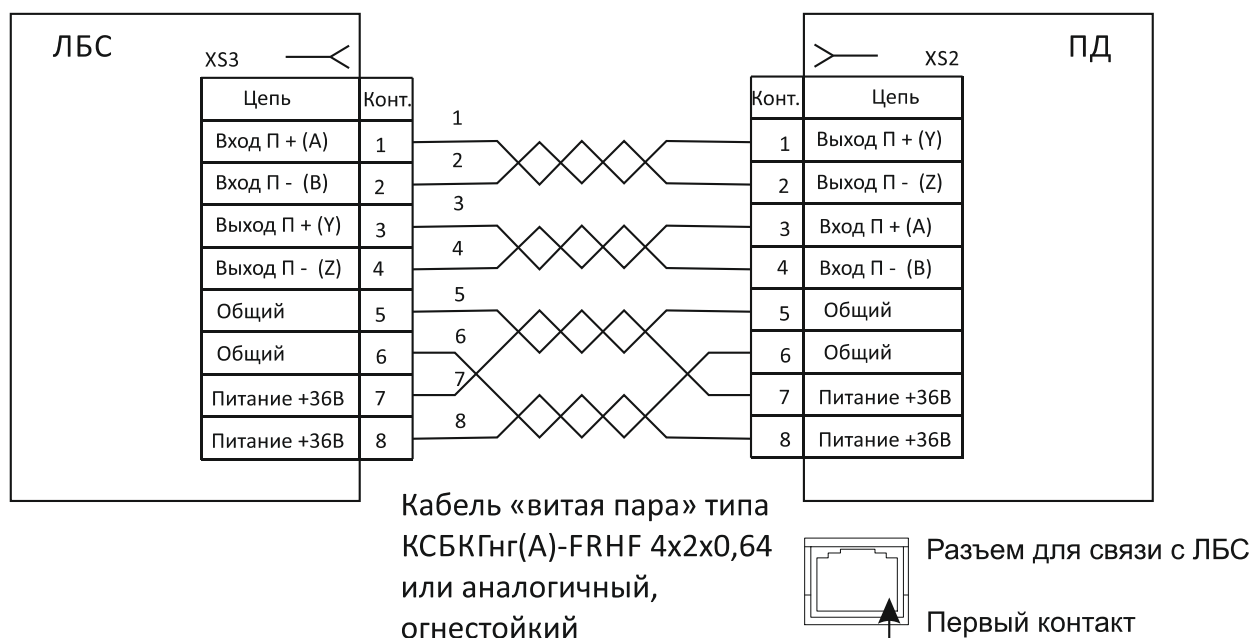 ЛБС
ПД
XS3
XS2
Цепь Конт.
Конт. Цепь
Вход П + (A) 1
1
1 Выход П + (Y)
Вход П - (B) 2
2
2 Выход П - (Z)
Выход П + (Y) 3
3
3 Вход П + (A)
Выход П - (Z) 4
4
4 Вход П - (B)
Общий 5
5
5 Общий
Общий 6
6
6 Общий
Питание +36В 7
7
7 Питание +36В
Питание +36В 8
8
8 Питание +36В
Кабель «витая пара» типа
КСБКГнг(А)-FRHF 4x2x0,64
или аналогичный,
огнестойкий
Разъем для связи с ЛБС
Первый контакт